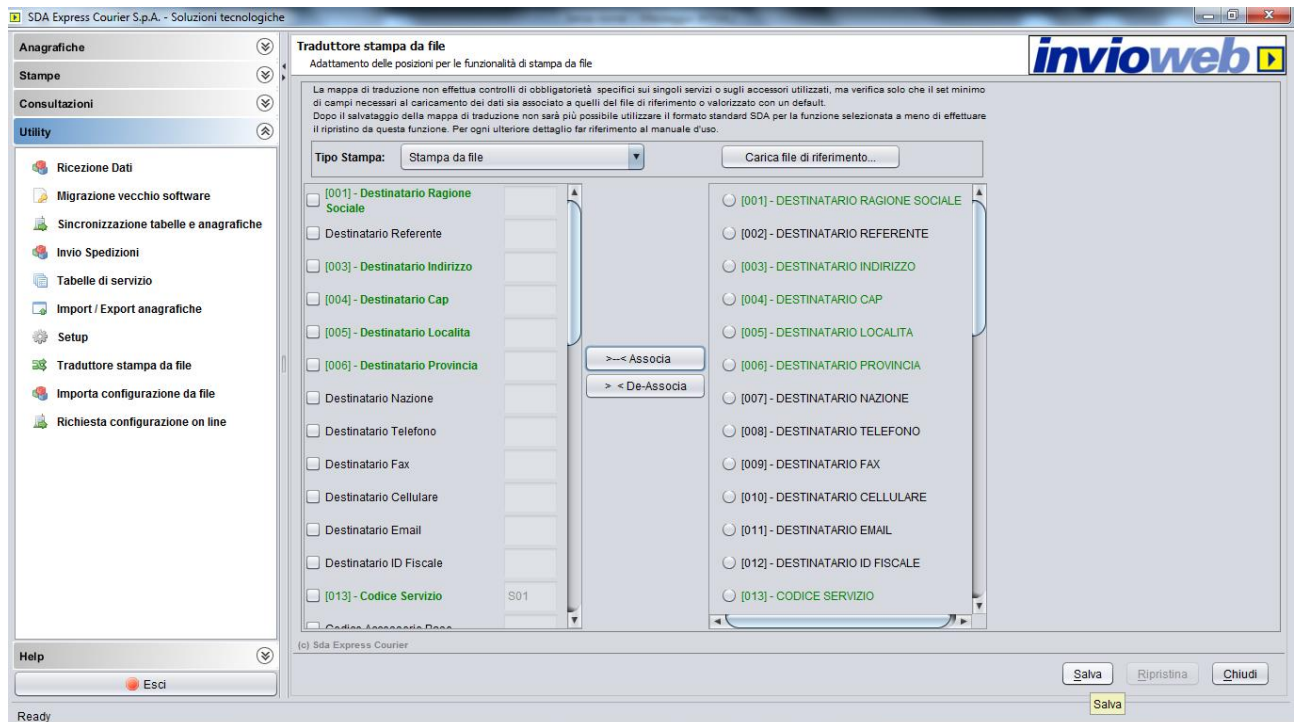 SDA Express Courier S.p.A. - Soluzioni tecnologiche
Anagrafiche
Stampe
Consultazioni
Utility
Ricezione Dati
Migrazione vecchio software
Sincronizzazione tabelle e anagrafiche
Invio Spedizioni
Tabelle di servizio
Import / Export anagrafiche
Setup
Traduttore stampa da file
Importa configurazione da file
Richiesta configurazione on line
Help
Esci
Ready
Traduttore stampa da file
Adattamento delle posizioni per le funzionalità di stampa da file
invioweb
La mappa di traduzione non effettua controlli di obbligatorietà specifici sui singoli servizi o sugli accessori utilizzati, ma verifica solo che il set minimo
di campi necessari al caricamento dei dati sia associato a quelli del file di riferimento o valorizzato con un default.
Dopo il salvataggio della mappa di traduzione non sarà più possibile utilizzare il formato standard SDA per la funzione selezionata a meno di effettuare
il ripristino da questa funzione. Per ogni ulteriore dettaglio far riferimento al manuale d'uso.
Tipo Stampa: Stampa da file
Carica file di riferimento...
[001] - Destinatario Ragione
Sociale
Destinatario Referente
[003] - Destinatario Indirizzo
[004] - Destinatario Cap
[005] - Destinatario Localita
[006] - Destinatario Provincia
Destinatario Nazione
Destinatario Telefono
Destinatario Fax
Destinatario Cellulare
Destinatario Email
Destinatario ID Fiscale
[013] - Codice Servizio S01
>--< Associa
> < De-Associa
[001] - DESTINATARIO RAGIONE SOCIALE
[002] - DESTINATARIO REFERENTE
[003] - DESTINATARIO INDIRIZZO
[004] - DESTINATARIO CAP
[005] - DESTINATARIO LOCALITA
[006] - DESTINATARIO PROVINCIA
[007] - DESTINATARIO NAZIONE
[008] - DESTINATARIO TELEFONO
[009] - DESTINATARIO FAX
[010] - DESTINATARIO CELLULARE
[011] - DESTINATARIO EMAIL
[012] - DESTINATARIO ID FISCALE
[013] - CODICE SERVIZIO
(c) Sda Express Courier
Salva
Ripristina
Chiudi
Salva